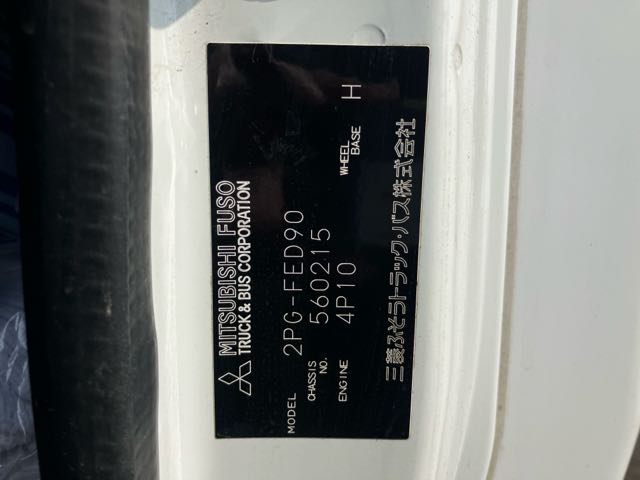 MITSUBISHI FUSO
TRUCK & BUS CORPORATION
MODEL 2PG-FED90
CHASSIS NO. 560215
ENGINE 4P10 WHEEL BASE H
三菱ふそうトラック・バス株式会社